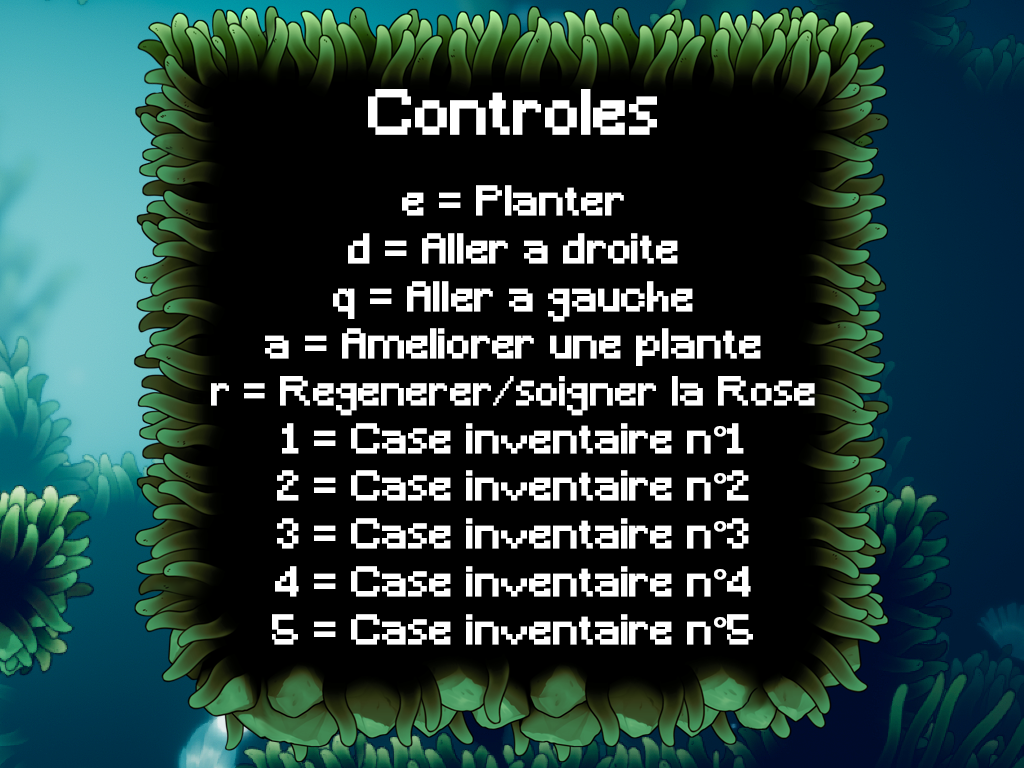 Controles
e = Planter
d = Aller a droite
q = Aller a gauche
a = Ameliorer une plante
r = Regenerer/soigner la Rose
1 = Case inventaire n°1
2 = Case inventaire n°2
3 = Case inventaire n°3
4 = Case inventaire n°4
5 = Case inventaire n°5